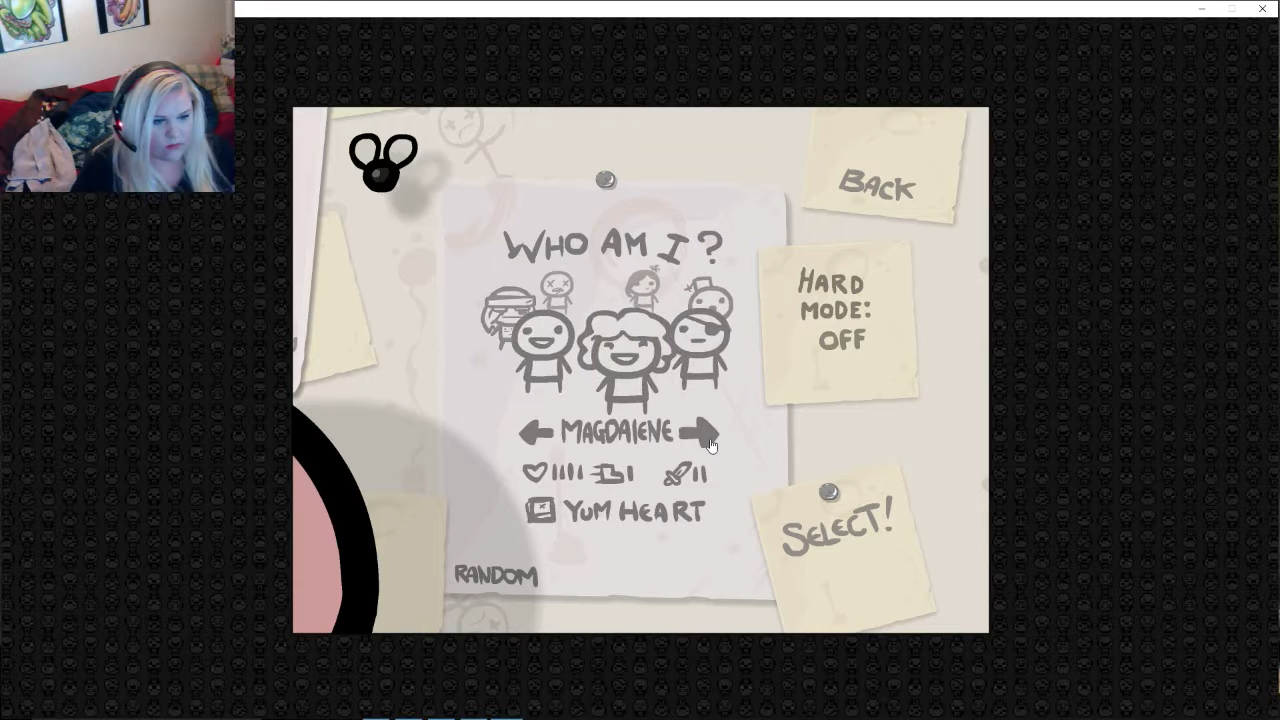 BACK
WHO AM I?
HARD
MODE:
OFF
MAGDALENE
YUM HEART
SELECT!
RANDOM